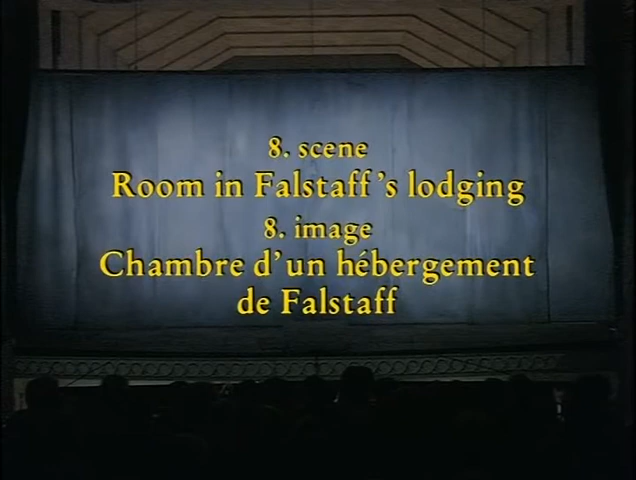 8. scene
Room in Falstaff's lodging
8. image
Chambre d'un hébergement
de Falstaff